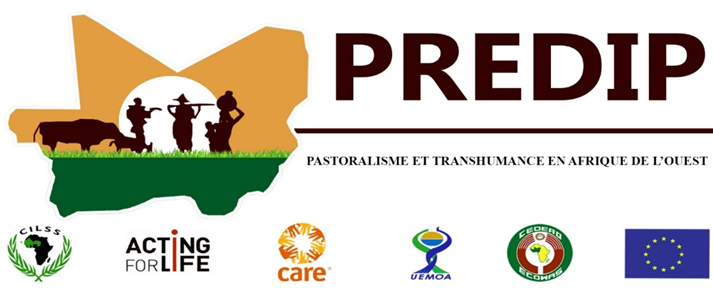 PREDIP
PASTORALISME ET TRANSHUMANCE EN AFRIQUE DE L'OUEST
CILSS
ACTING
FOR LIFE
care
UEMOA
CEDEAO
ECOWAS